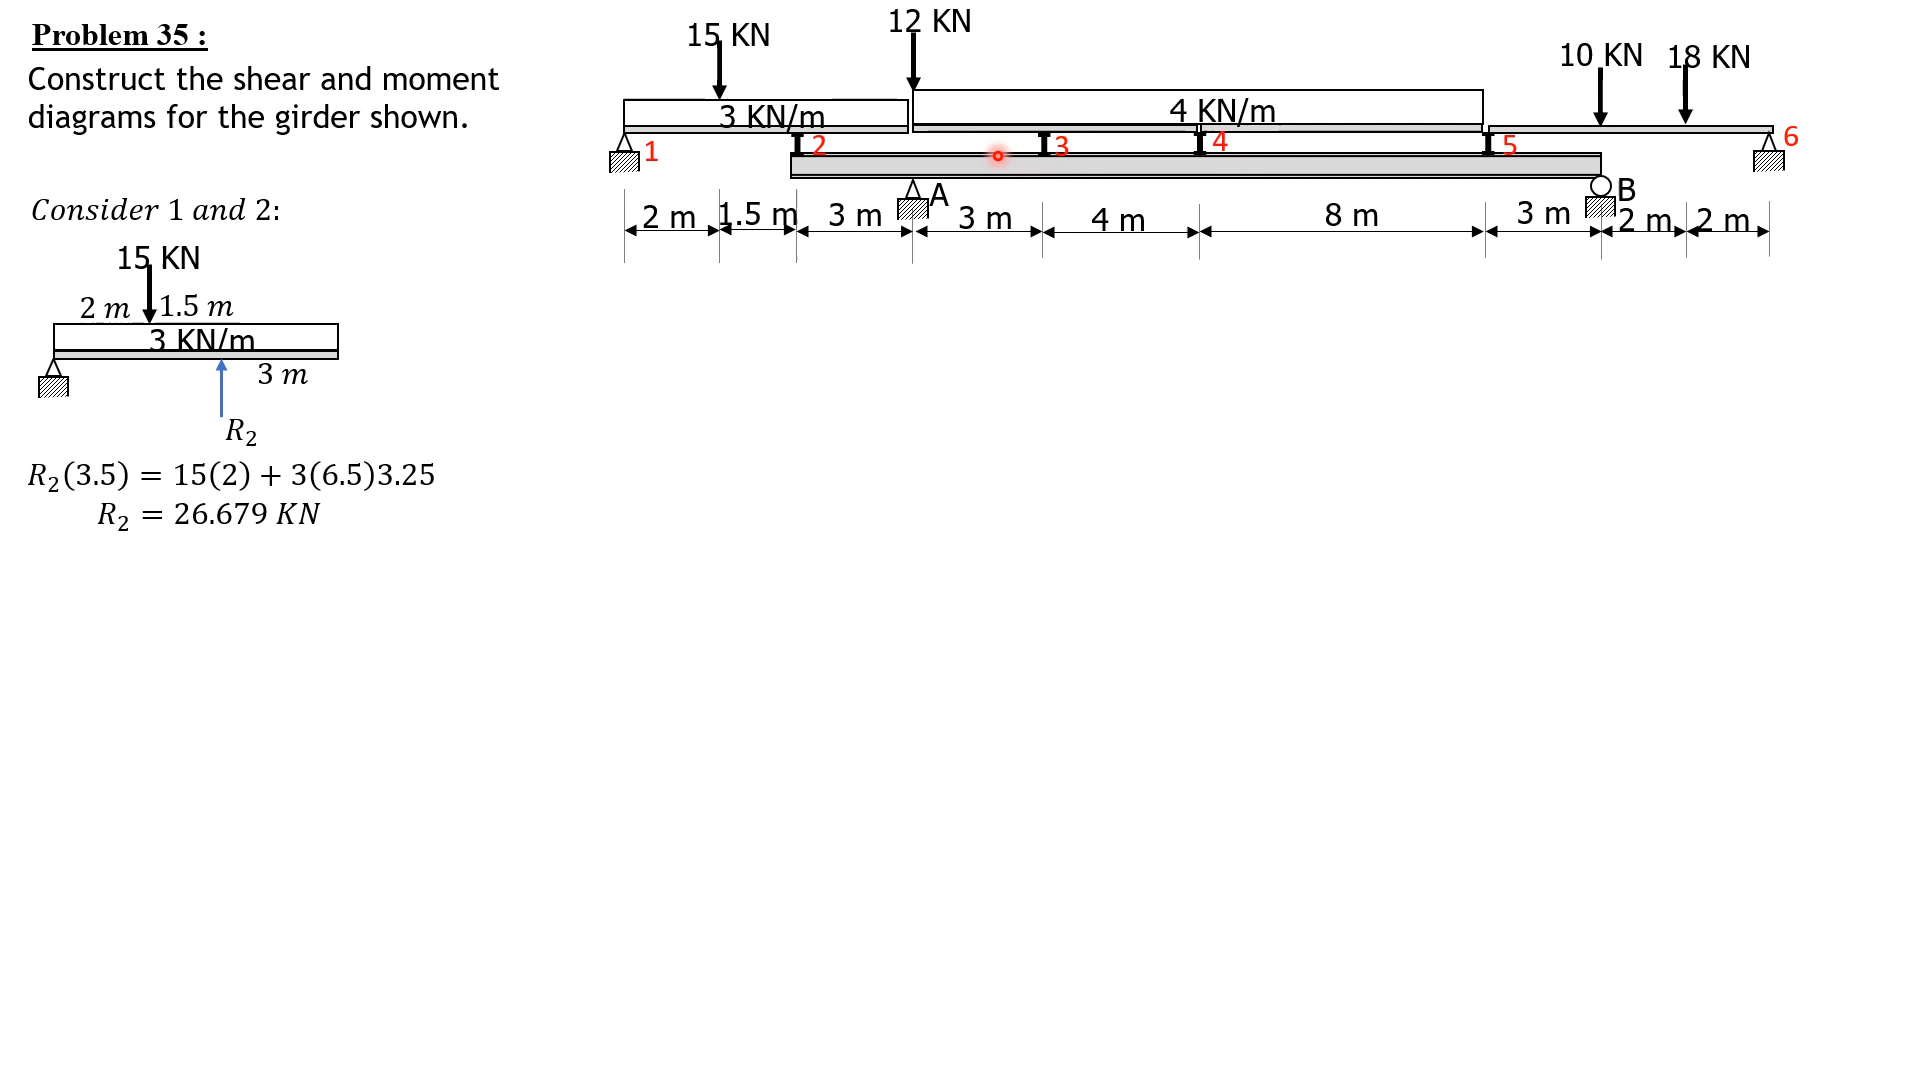 Problem 35 :
Construct the shear and moment
diagrams for the girder shown.
15 KN
12 KN
10 KN
18 KN
3 KN/m
4 KN/m
1
2
3
4
5
6
A
B
2 m
1.5 m
3 m
3 m
4 m
8 m
3 m
2 m
2 m
Consider 1 and 2:
15 KN
2 m
1.5 m
3 KN/m
3 m
R₂
R₂(3.5) = 15(2) + 3(6.5)3.25
R₂ = 26.679 KN